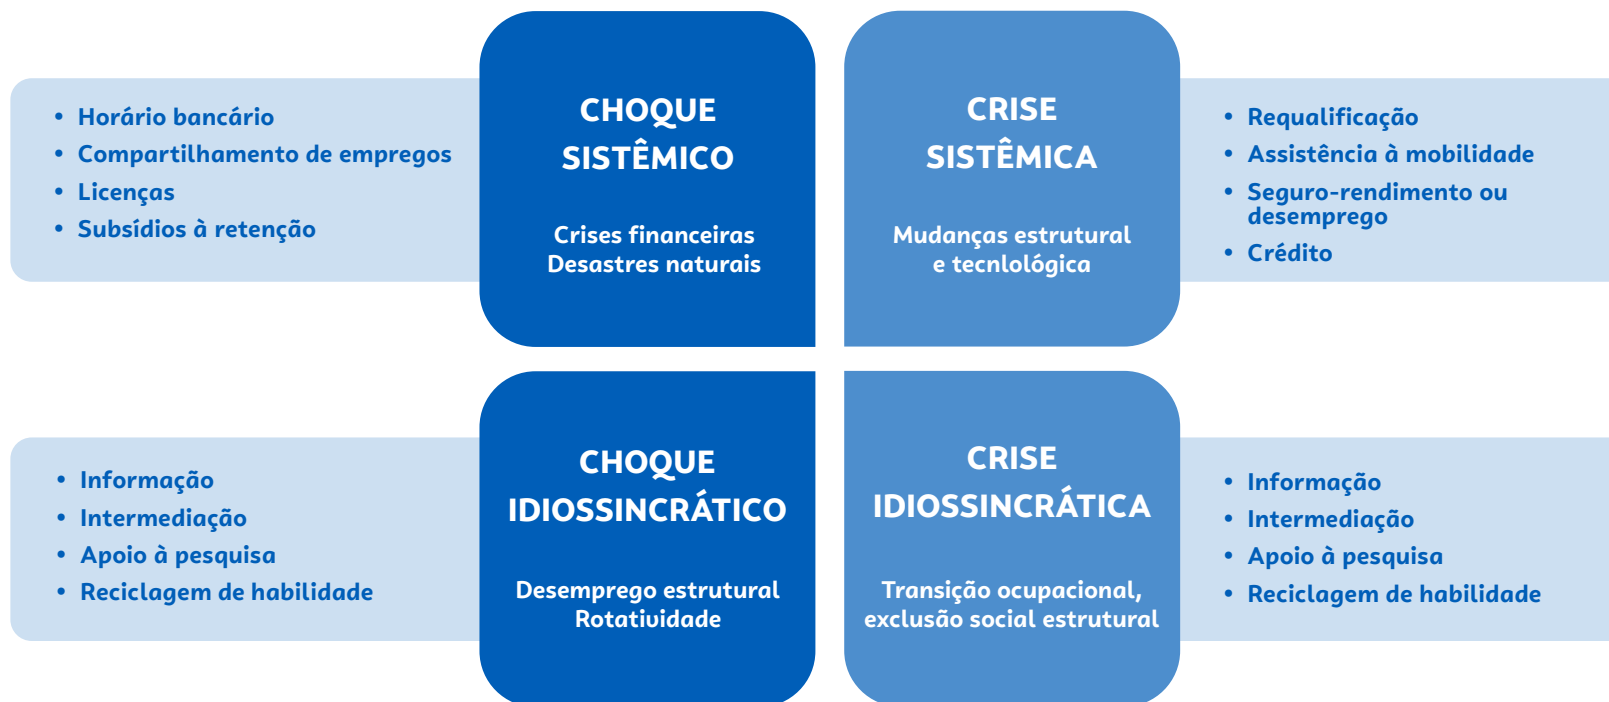 • Horário bancário
• Compartilhamento de empregos
• Licenças
• Subsídios à retenção
CHOQUE
SISTÊMICO
Crises financeiras
Desastres naturais
CRISE
SISTÊMICA
Mudanças estrutural
e tecnlológica
• Requalificação
• Assistência à mobilidade
• Seguro-rendimento ou
desemprego
• Crédito
• Informação
• Intermediação
• Apoio à pesquisa
• Reciclagem de habilidade
CHOQUE
IDIOSSINCRÁTICO
Desemprego estrutural
Rotatividade
CRISE
IDIOSSINCRÁTICA
Transição ocupacional,
exclusão social estrutural
• Informação
• Intermediação
• Apoio à pesquisa
• Reciclagem de habilidade